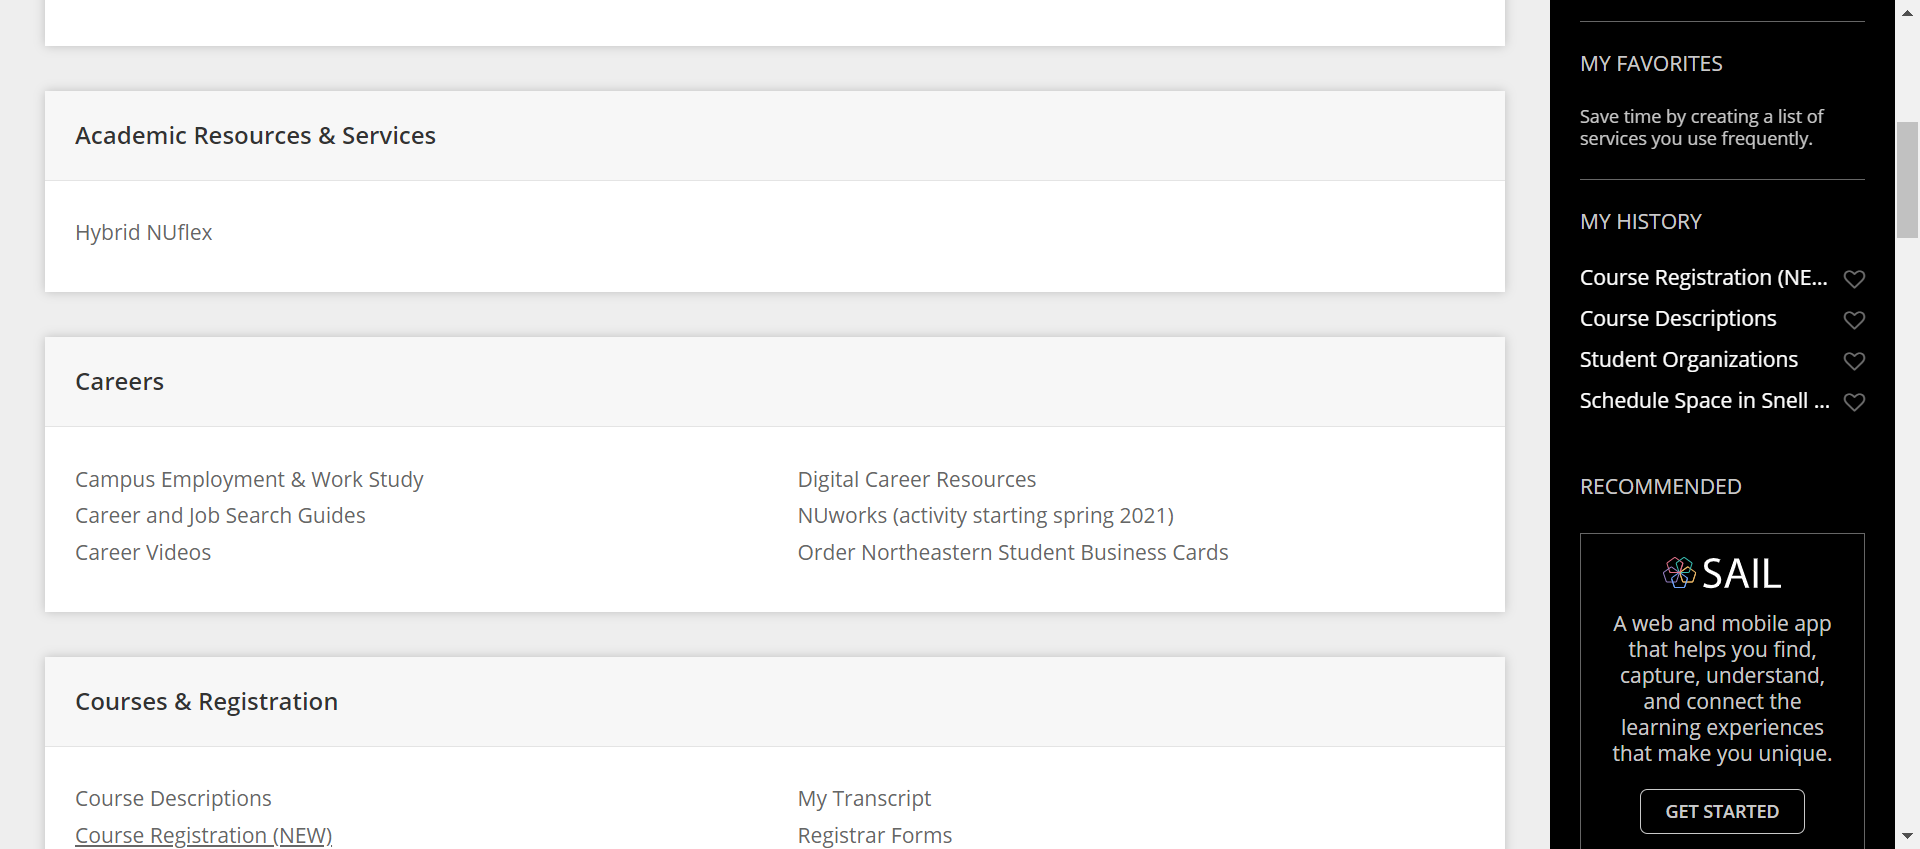 Academic Resources & Services
Hybrid NUflex
Careers
Campus Employment & Work Study
Career and Job Search Guides
Career Videos
Digital Career Resources
NUworks (activity starting spring 2021)
Order Northeastern Student Business Cards
Courses & Registration
Course Descriptions
Course Registration (NEW)
My Transcript
Registrar Forms
MY FAVORITES
Save time by creating a list of
services you use frequently.
MY HISTORY
Course Registration (NE...
Course Descriptions
Student Organizations
Schedule Space in Snell ...
RECOMMENDED
SAIL
A web and mobile app
that helps you find,
capture, understand,
and connect the
learning experiences
that make you unique.
GET STARTED